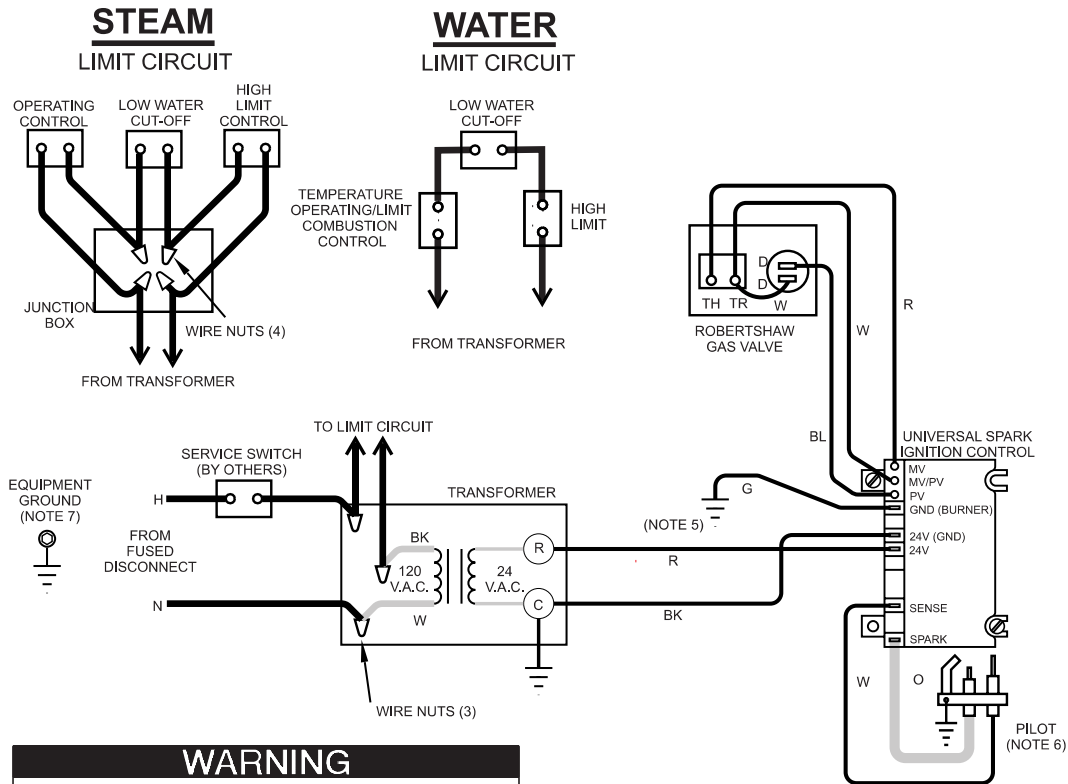 STEAM
LIMIT CIRCUIT
OPERATING
CONTROL
LOW WATER
CUT-OFF
HIGH
LIMIT
CONTROL
JUNCTION
BOX
WIRE NUTS (4)
FROM TRANSFORMER
WATER
LIMIT CIRCUIT
LOW WATER
CUT-OFF
TEMPERATURE
OPERATING/LIMIT
COMBUSTION
CONTROL
HIGH
LIMIT
FROM TRANSFORMER
D
D
TH TR W
ROBERTSHAW
GAS VALVE
R
W
BL
UNIVERSAL SPARK
IGNITION CONTROL
MV
MV/PV
PV
GND (BURNER)
24V (GND)
24V
SENSE
SPARK
TO LIMIT CIRCUIT
SERVICE SWITCH
(BY OTHERS)
EQUIPMENT
GROUND
(NOTE 7)
H
FROM
FUSED
DISCONNECT
N
TRANSFORMER
BK
120
V.A.C.
24
V.A.C.
W
R
C
G
(NOTE 5)
R
BK
WIRE NUTS (3)
W
O
PILOT
(NOTE 6)
WARNING